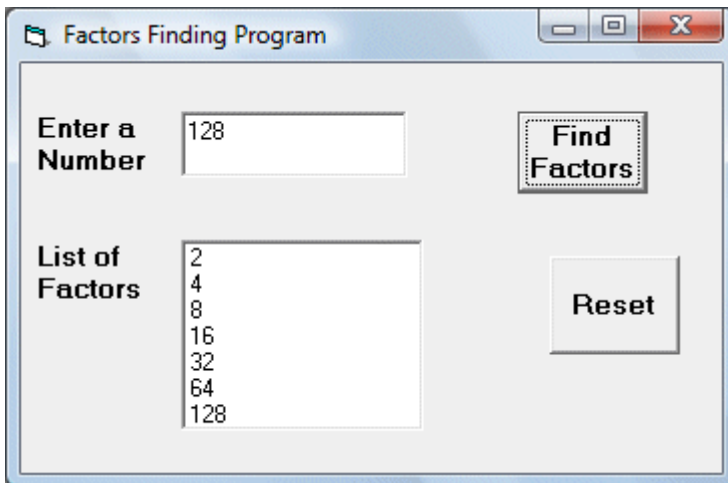 Factors Finding Program
Enter a
Number
128
Find
Factors
List of
Factors
2
4
8
16
32
64
128
Reset